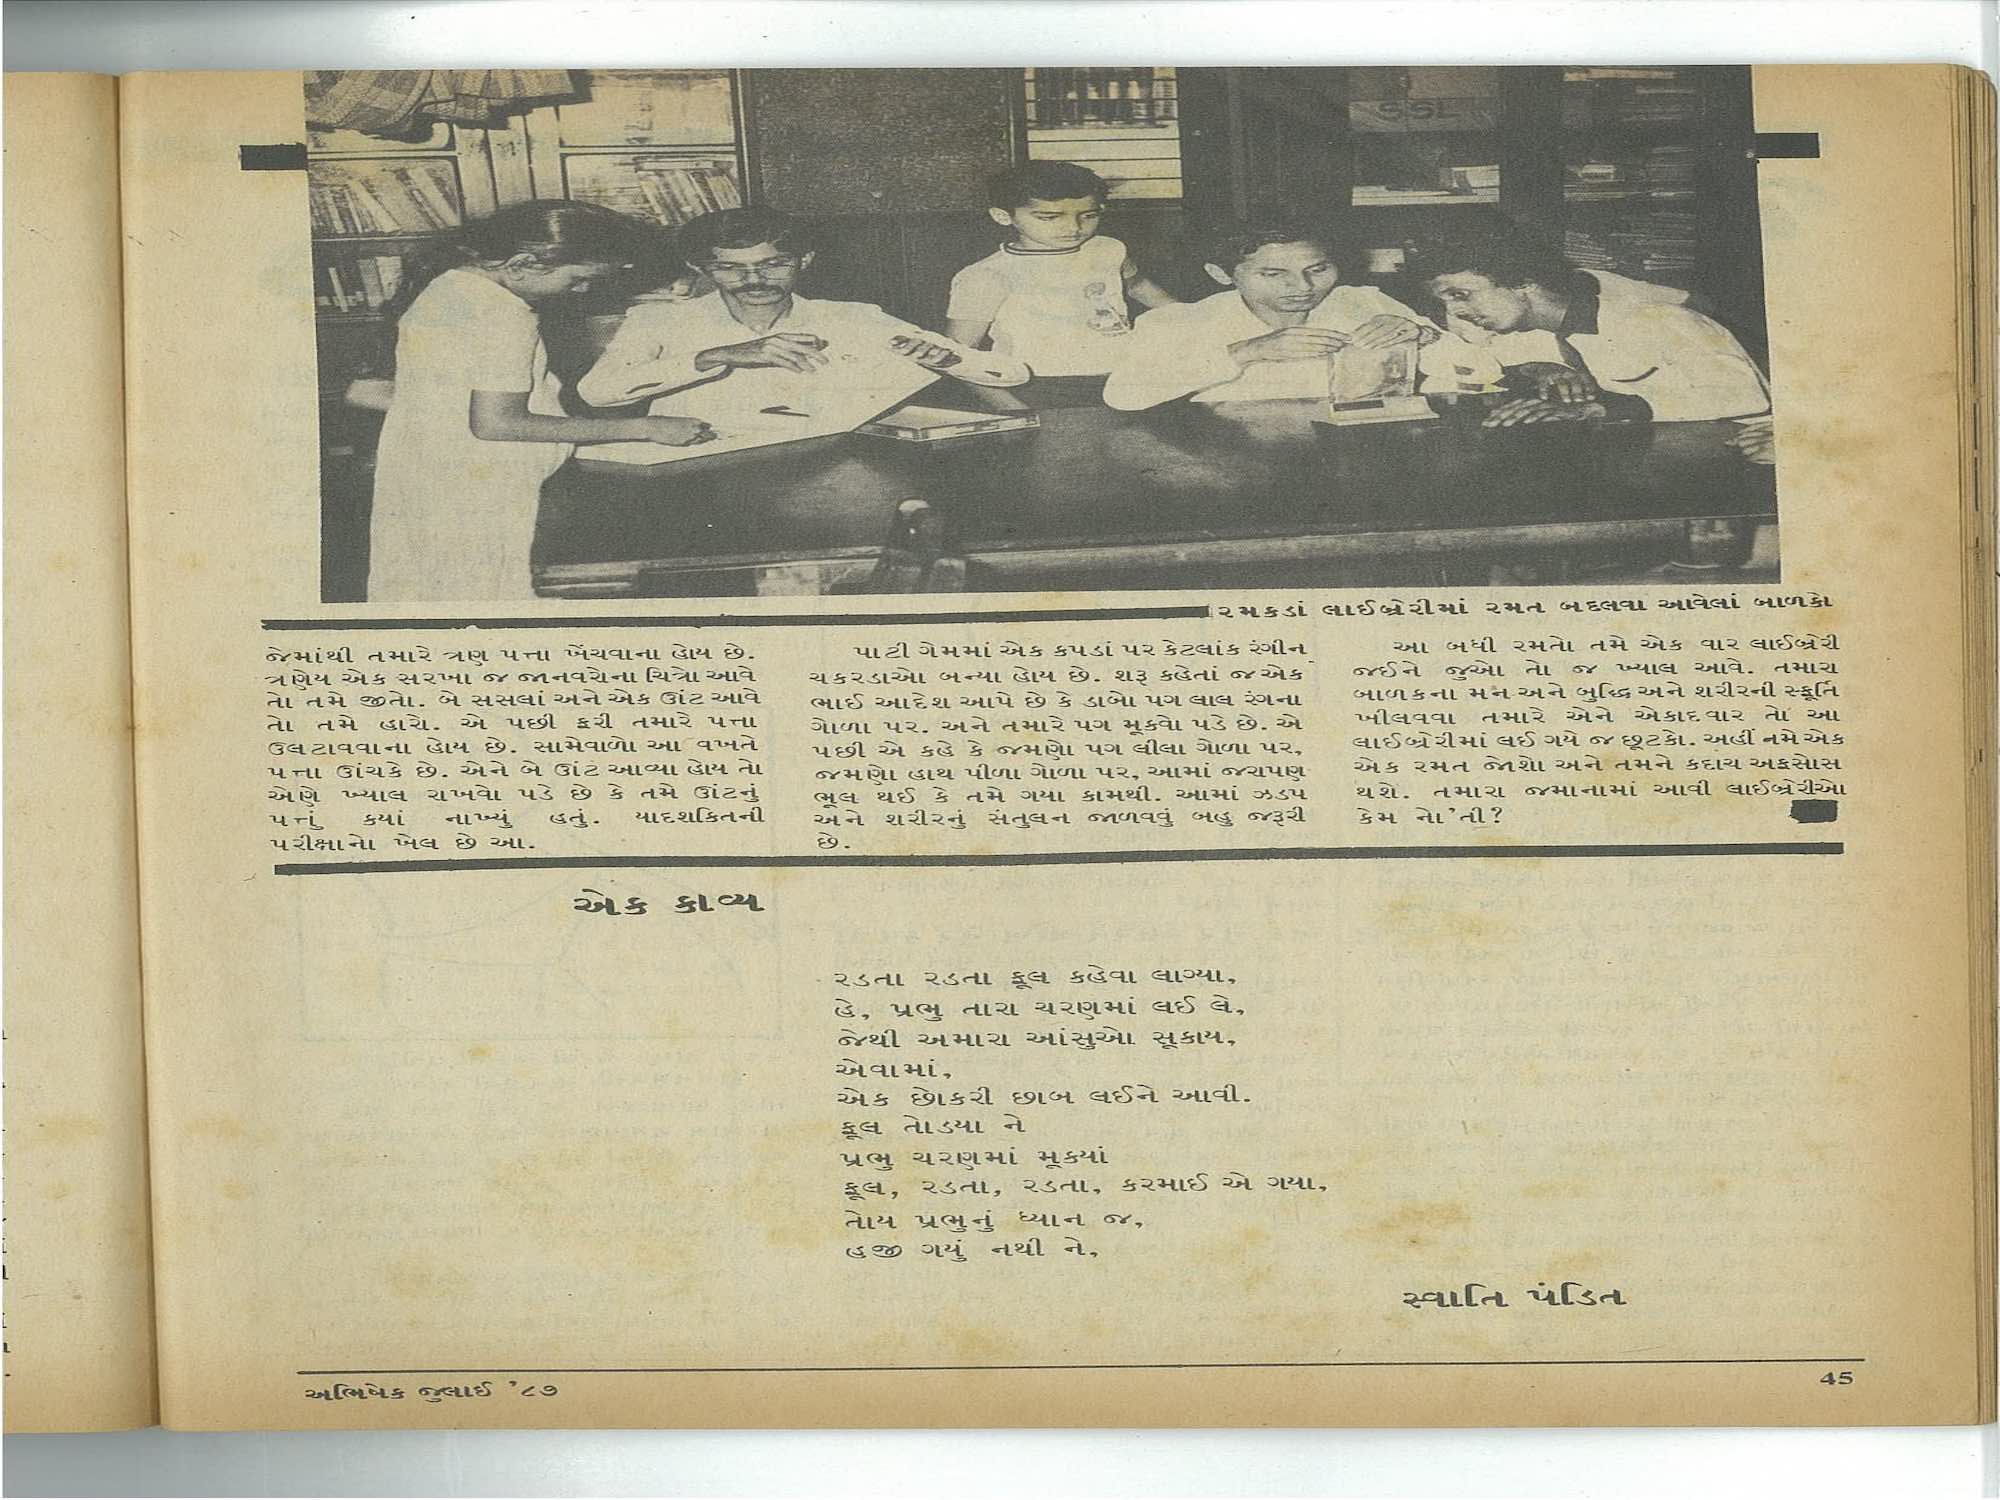 SSL
રમકડાં લાઈબ્રેરીમાં રમત બદલવા આવેલાં બાળકો
જેમાંથી તમારે ત્રણ પત્તા ખેંચવાના હોય છે.
ત્રણેય એક સરખા જ જાનવરોના ચિત્રો આવે
તો તમે જીતો. બે સસલાં અને એક ઊંટ આવે
તો તમે હારો. એ પછી ફરી તમારે પત્તા
ઉલટાવવાના હોય છે. સામેવાળો આ વખતે
પત્તા ઊંચકે છે. એને બે ઊંટ આવ્યા હોય તો
એણે ખ્યાલ રાખવો પડે છે કે તમે ઊંટનું
પત્તું કયાં નાખ્યું હતું. યાદશકિતની
પરીક્ષાનો ખેલ છે આ.
પાટી ગેમમાં એક કપડાં પર કેટલાંક રંગીન
ચકરડાઓ બન્યા હોય છે. શરૂ કહેતાં જ એક
ભાઈ આદેશ આપે છે કે ડાબો પગ લાલ રંગના
ગોળા પર. અને તમારે પગ મૂકવો પડે છે. એ
પછી એ કહે કે જમણો પગ લીલા ગોળા પર,
જમણો હાથ પીળા ગોળા પર, આમાં જરાપણ
ભૂલ થઈ કે તમે ગયા કામથી. આમાં ઝડપ
અને શરીરનું સંતુલન જાળવવું બહુ જરૂરી
છે.
આ બધી રમતો તમે એક વાર લાઈબ્રેરી
જઈને જુઓ તો જ ખ્યાલ આવે. તમારા
બાળકના મન અને બુદ્ધિ અને શરીરની સ્ફૂર્તિ
ખીલવવા તમારે એને એકાદવાર તો આ
લાઈબ્રેરીમાં લઈ ગયે જ છૂટકો. અહીં નમે એક
એક રમત જોશો અને તમને કદાચ અફસોસ
થશે. તમારા જમાનામાં આવી લાઈબ્રેરીઓ
કેમ નો'તી?
એક કાવ્ય
રડતા રડતા ફૂલ કહેવા લાગ્યા,
હે, પ્રભુ તારા ચરણમાં લઈ લે,
જેથી અમારા આંસુઓ સૂકાય,
એવામાં,
એક છોકરી છાબ લઈને આવી.
ફૂલ તોડયા ને
પ્રભુ ચરણમાં મૂકયાં
ફૂલ, રડતા, રડતા, કરમાઈ એ ગયા,
તોય પ્રભુનું ધ્યાન જ,
હજી ગયું નથી ને,
સ્વાતિ પંડિત
અભિષેક જુલાઈ '૮૭
45